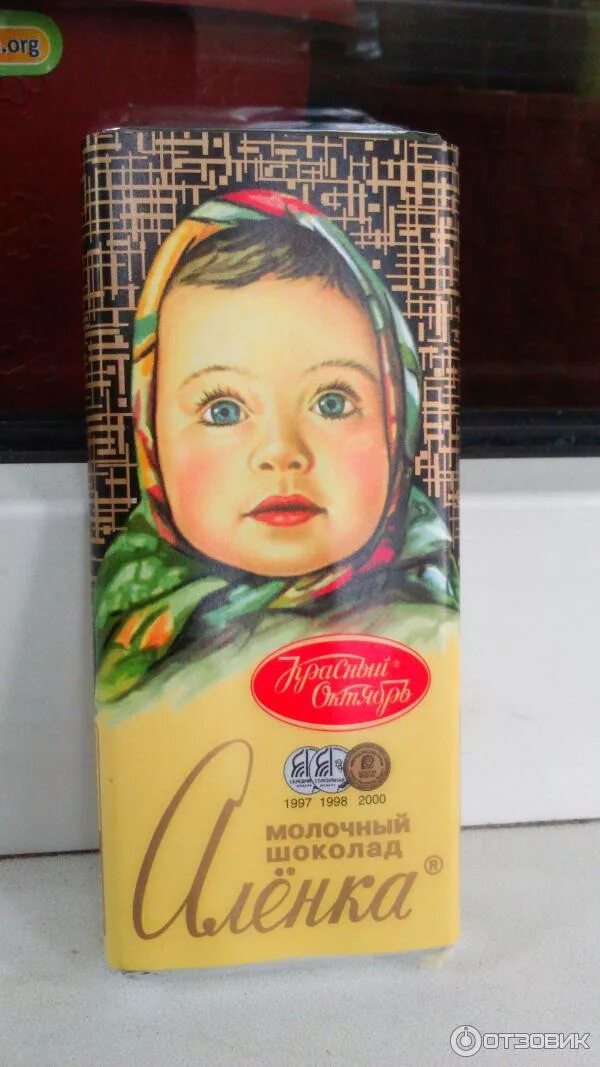 .org
Красный
Октябрь
1997 1998 2000
молочный
шоколад
Алёнка®
ОТЗОВИК